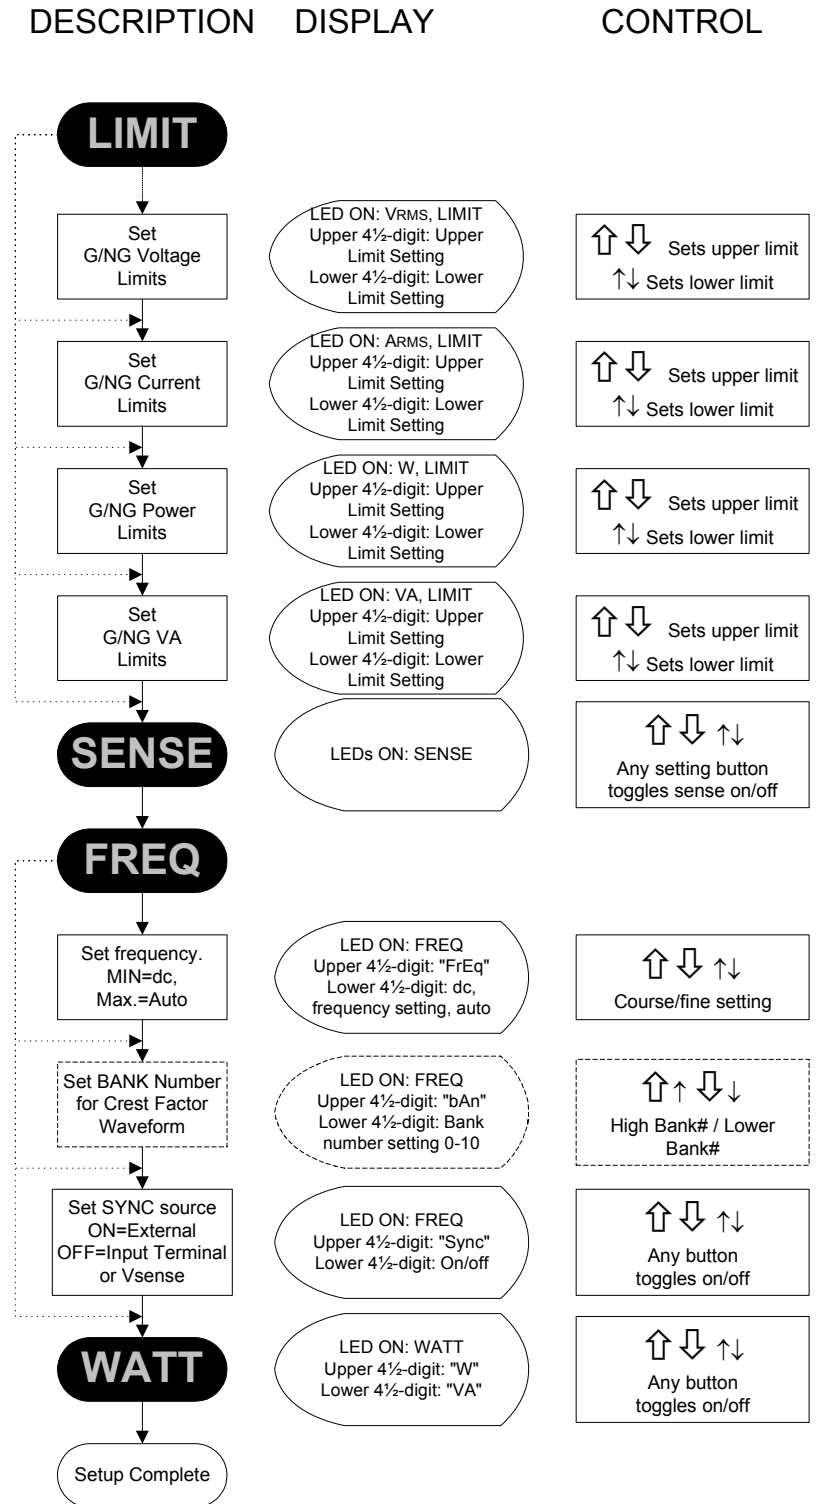 DESCRIPTION DISPLAY CONTROL
LIMIT
Set
G/NG Voltage
Limits
LED ON: VRMS, LIMIT
Upper 4½-digit: Upper
Limit Setting
Lower 4½-digit: Lower
Limit Setting
⇧ ⇩ Sets upper limit
↑↓ Sets lower limit
Set
G/NG Current
Limits
LED ON: ARMS, LIMIT
Upper 4½-digit: Upper
Limit Setting
Lower 4½-digit: Lower
Limit Setting
⇧ ⇩ Sets upper limit
↑↓ Sets lower limit
Set
G/NG Power
Limits
LED ON: W, LIMIT
Upper 4½-digit: Upper
Limit Setting
Lower 4½-digit: Lower
Limit Setting
⇧ ⇩ Sets upper limit
↑↓ Sets lower limit
Set
G/NG VA
Limits
LED ON: VA, LIMIT
Upper 4½-digit: Upper
Limit Setting
Lower 4½-digit: Lower
Limit Setting
⇧ ⇩ Sets upper limit
↑↓ Sets lower limit
SENSE
LEDs ON: SENSE
⇧ ⇩ ↑↓
Any setting button
toggles sense on/off
FREQ
Set frequency.
MIN=dc,
Max.=Auto
LED ON: FREQ
Upper 4½-digit: "FrEq"
Lower 4½-digit: dc,
frequency setting, auto
⇧ ⇩ ↑↓
Course/fine setting
Set BANK Number
for Crest Factor
Waveform
LED ON: FREQ
Upper 4½-digit: "bAn"
Lower 4½-digit: Bank
number setting 0-10
⇧↑ ⇩↓
High Bank# / Lower
Bank#
Set SYNC source
ON=External
OFF=Input Terminal
or Vsense
LED ON: FREQ
Upper 4½-digit: "Sync"
Lower 4½-digit: On/off
⇧ ⇩ ↑↓
Any button
toggles on/off
WATT
LED ON: WATT
Upper 4½-digit: "W"
Lower 4½-digit: "VA"
⇧ ⇩ ↑↓
Any button
toggles on/off
Setup Complete